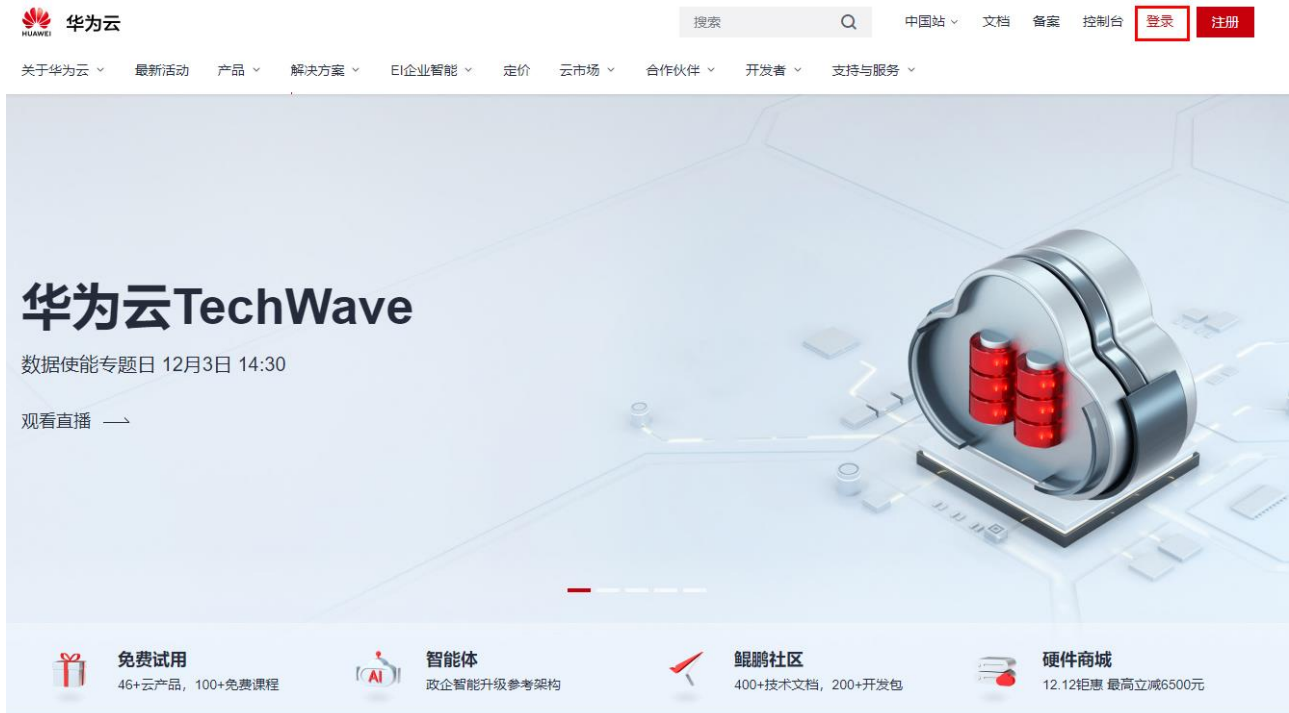 HUAWEI
华为云
搜索
中国站
文档
备案
控制台
登录
注册
关于华为云
最新活动
产品
解决方案
EI企业智能
定价
云市场
合作伙伴
开发者
支持与服务
华为云TechWave
数据使能专题日 12月3日 14:30
观看直播
免费试用
46+云产品，100+免费课程
AI
智能体
政企智能升级参考架构
鲲鹏社区
400+技术文档，200+开发包
硬件商城
12.12钜惠 最高立减6500元